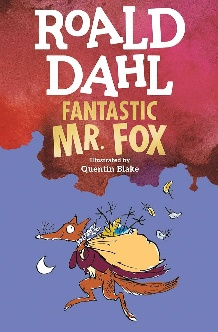 ROALD
DAHL
FANTASTIC
MR. FOX
Illustrated by
Quentin Blake